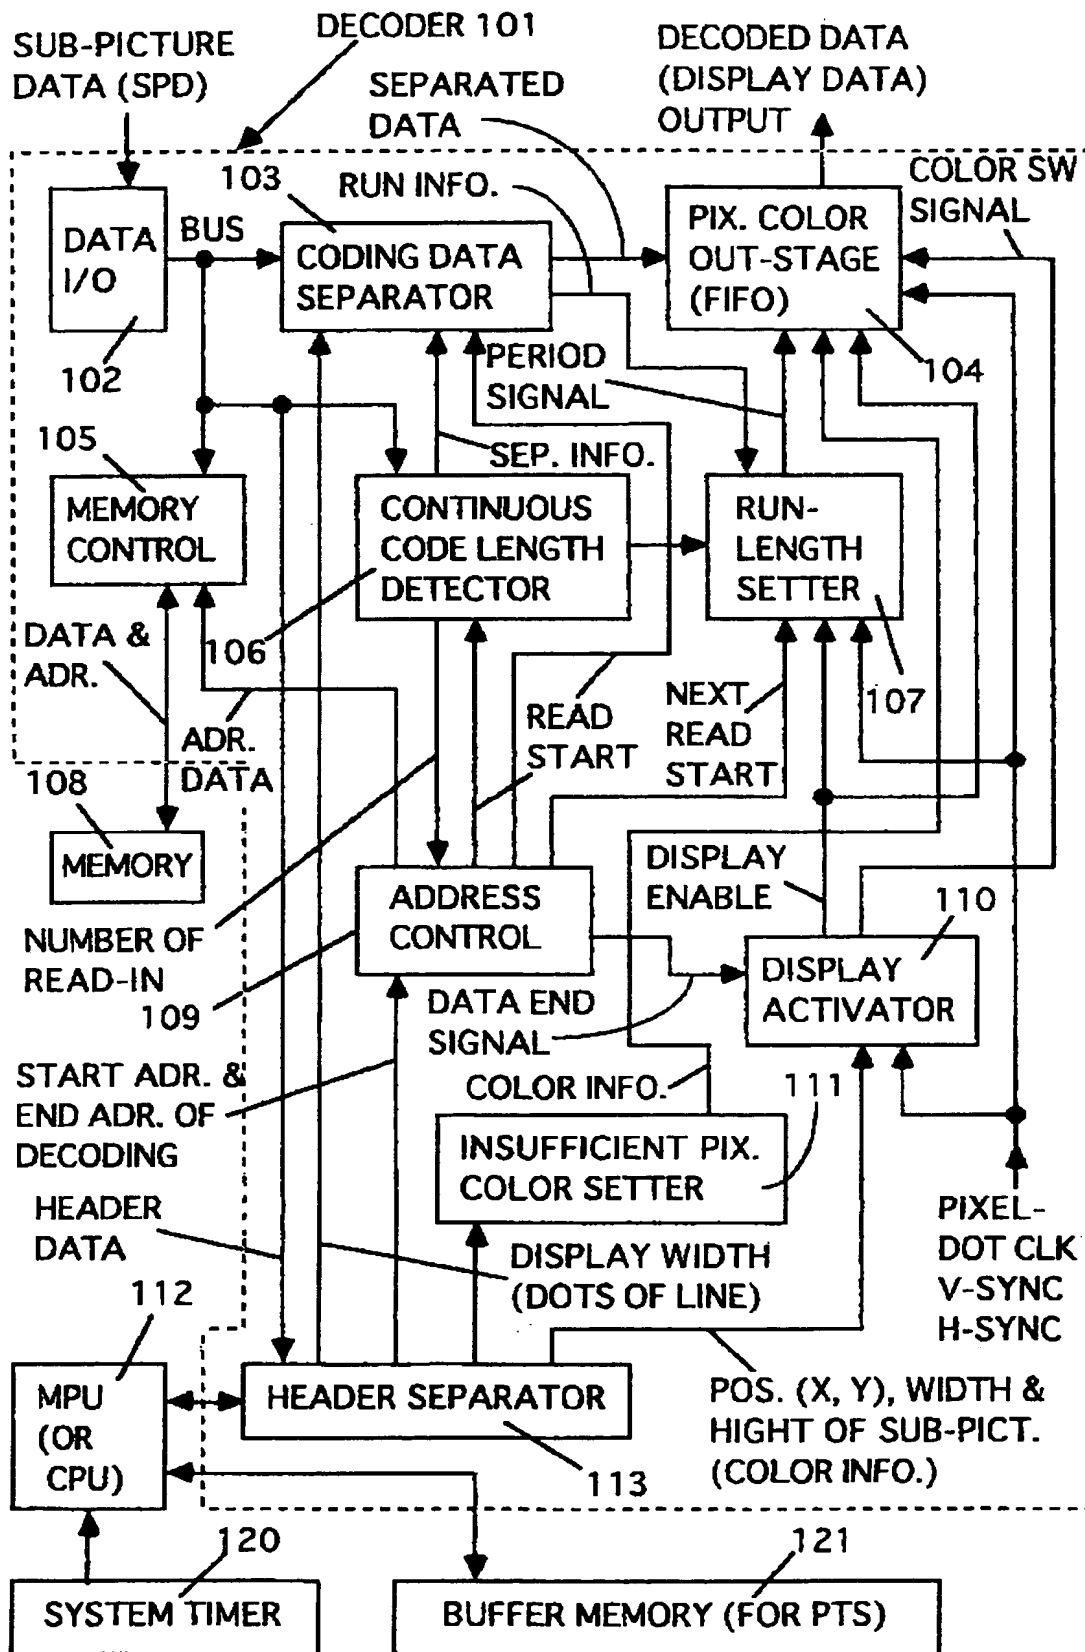 DECODER 101
SUB-PICTURE
DATA (SPD)
SEPARATED
DATA
DECODED DATA
(DISPLAY DATA)
OUTPUT
103
RUN INFO.
COLOR SW
SIGNAL
DATA
I/O
BUS
CODING DATA
SEPARATOR
PIX. COLOR
OUT-STAGE
(FIFO)
102
PERIOD
SIGNAL
104
105
SEP. INFO.
MEMORY
CONTROL
CONTINUOUS
CODE LENGTH
DETECTOR
RUN-
LENGTH
SETTER
DATA &
ADR.
106
107
ADR.
DATA
READ
START
NEXT
READ
START
108
MEMORY
DISPLAY
ENABLE
110
ADDRESS
CONTROL
NUMBER OF
READ-IN
109
DISPLAY
ACTIVATOR
DATA END
SIGNAL
START ADR. &
END ADR. OF
DECODING
COLOR INFO.
111
INSUFFICIENT PIX.
COLOR SETTER
HEADER
DATA
DISPLAY WIDTH
(DOTS OF LINE)
PIXEL-
DOT CLK
V-SYNC
H-SYNC
112
MPU
(OR
CPU)
HEADER SEPARATOR
113
POS. (X, Y), WIDTH &
HIGHT OF SUB-PICT.
(COLOR INFO.)
120
121
SYSTEM TIMER
BUFFER MEMORY (FOR PTS)